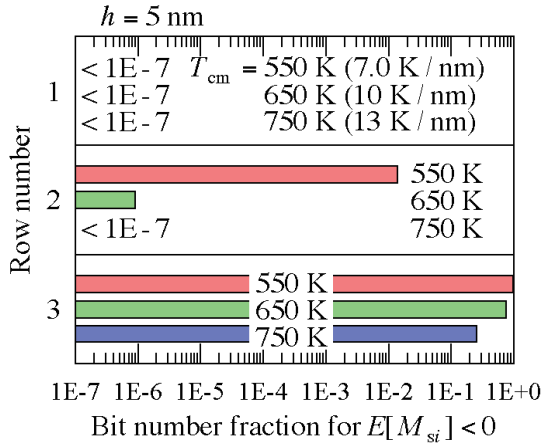 h = 5 nm
< 1E - 7 T_cm = 550 K (7.0 K / nm)
< 1E - 7 650 K (10 K / nm)
< 1E - 7 750 K (13 K / nm)
1
550 K
650 K
2
< 1E - 7 750 K
550 K
650 K
3
750 K
Row number
1E-7 1E-6 1E-5 1E-4 1E-3 1E-2 1E-1 1E+0
Bit number fraction for E[M_si] < 0